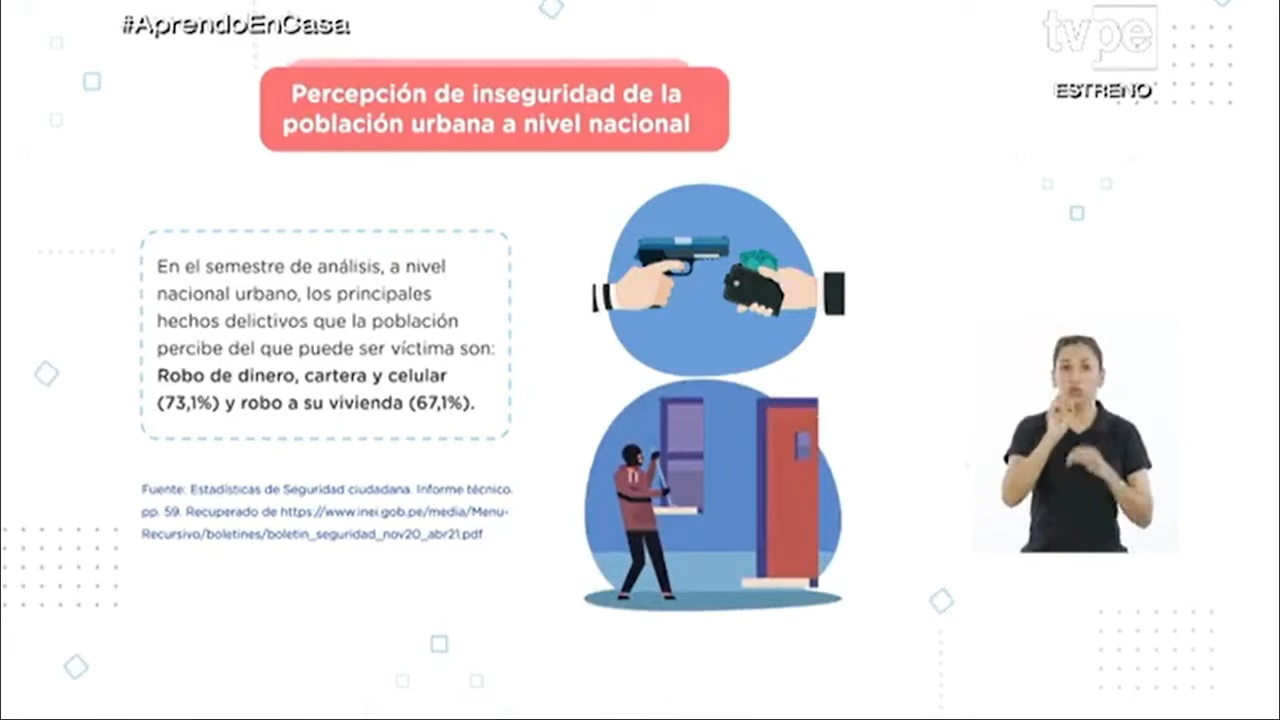 #AprendoEnCasa
tvpe
ESTRENO
Percepción de inseguridad de la
población urbana a nivel nacional
En el semestre de análisis, a nivel
nacional urbano, los principales
hechos delictivos que la población
percibe del que puede ser víctima son:
Robo de dinero, cartera y celular
(73,1%) y robo a su vivienda (67,1%).
Fuente: Estadísticas de Seguridad ciudadana. Informe técnico.
pp. 59. Recuperado de https://www.inei.gob.pe/media/Menu-
Recursivo/boletines/boletin_seguridad_nov20_abr21.pdf